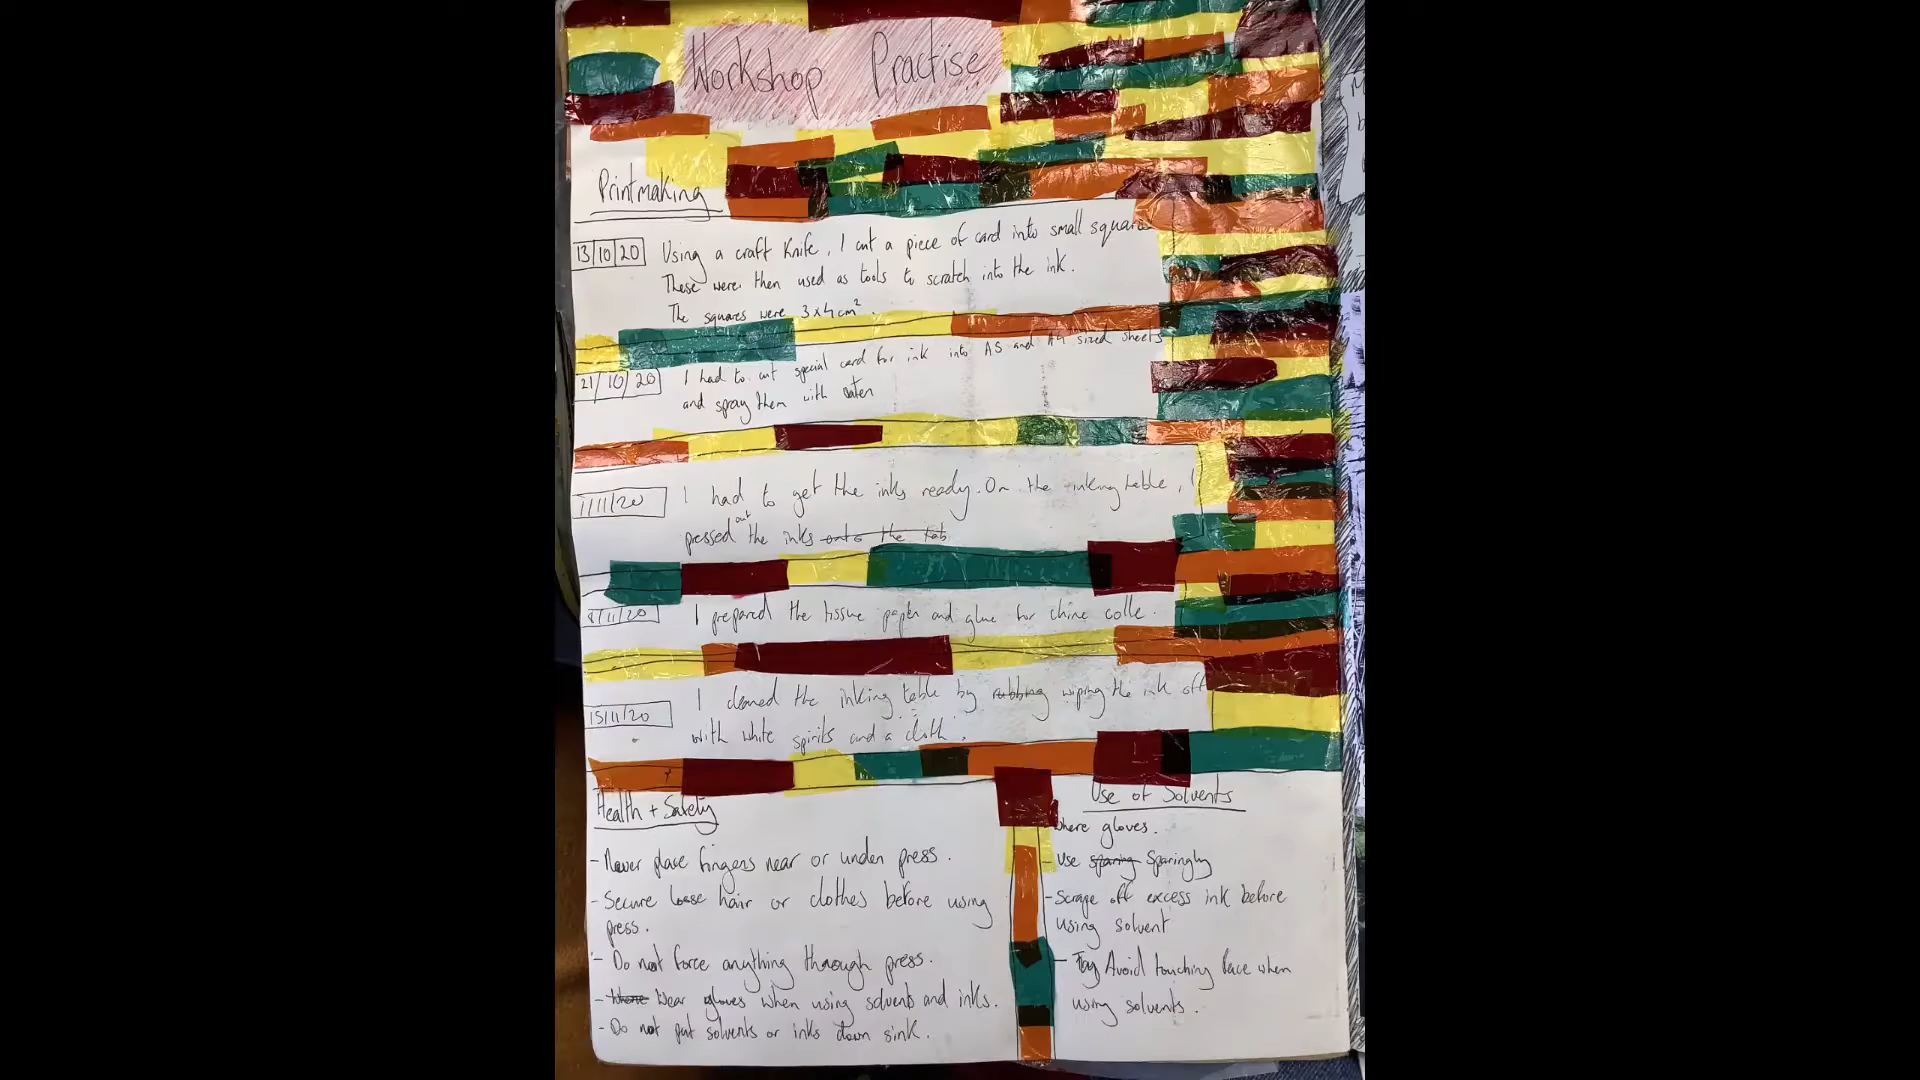 Workshop Practise
Printmaking
13/10/20
Using a craft knife, I cut a piece of card into small squares
These were then used as tools to scratch into the ink.
The squares were 3x4cm².
21/10/20
I had to cut special card for ink into A5 and A4 sized sheets
and spray them with water
1/11/20
I had to get the inks ready. On the inking table, I
pressed out the inks onto the tab
8/11/20
I prepared the tissue paper and glue for chine colle.
15/11/20
I cleaned the inking table by rubbing wiping the ink off
with white spirits and a cloth.
Health + Safety
- Never place fingers near or under press.
- Secure loose hair or clothes before using
press.
- Do not force anything through press.
- Where Wear gloves when using solvents and inks.
- Do not put solvents or inks down sink.
Use of Solvents
Where gloves.
- Use sparing Sparingly
- Scrape off excess ink before
using solvent
- Try Avoid touching face when
using solvents.